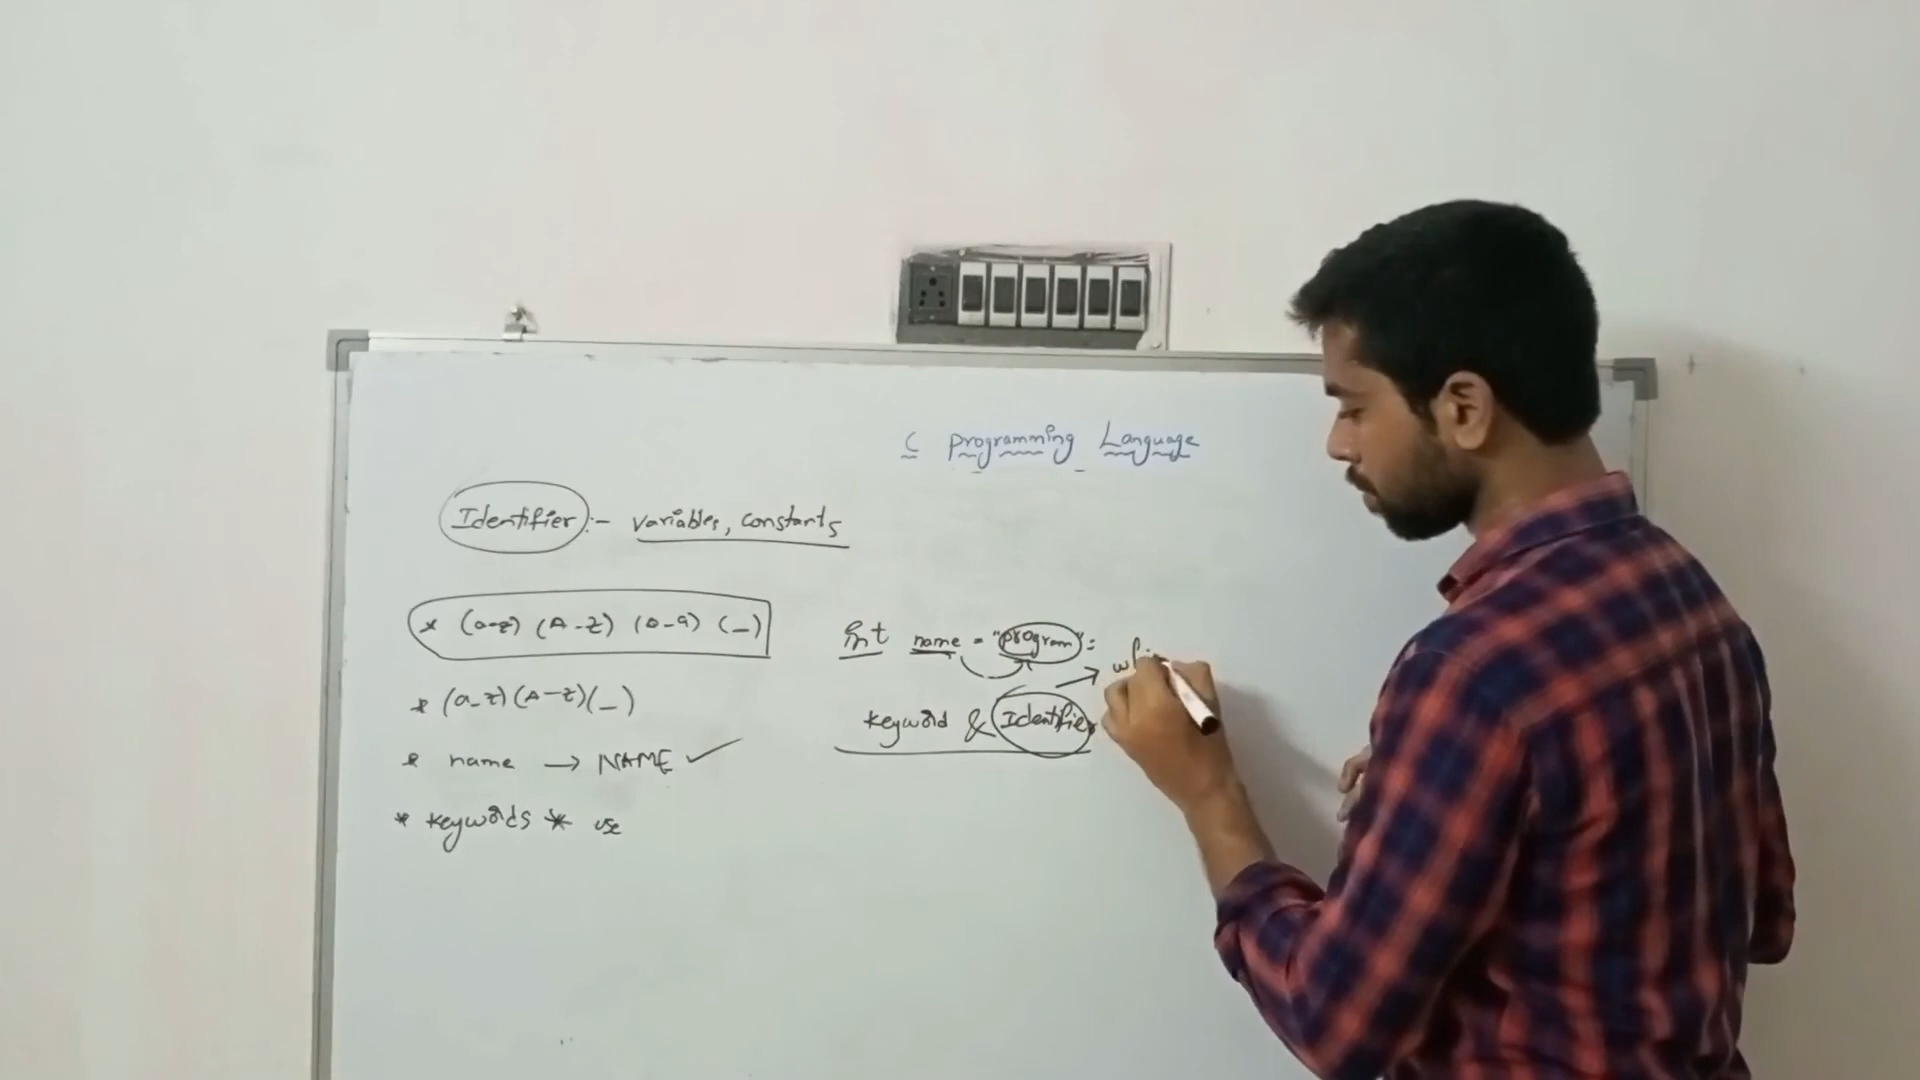 C Programming Language
Identifier :- variables, constants
* (a-z) (A-Z) (0-9) (_)
* (a-z) (A-Z) (_)
* name → NAME ✓
* keywords * use
int name = "program";
keyword & Identifier →